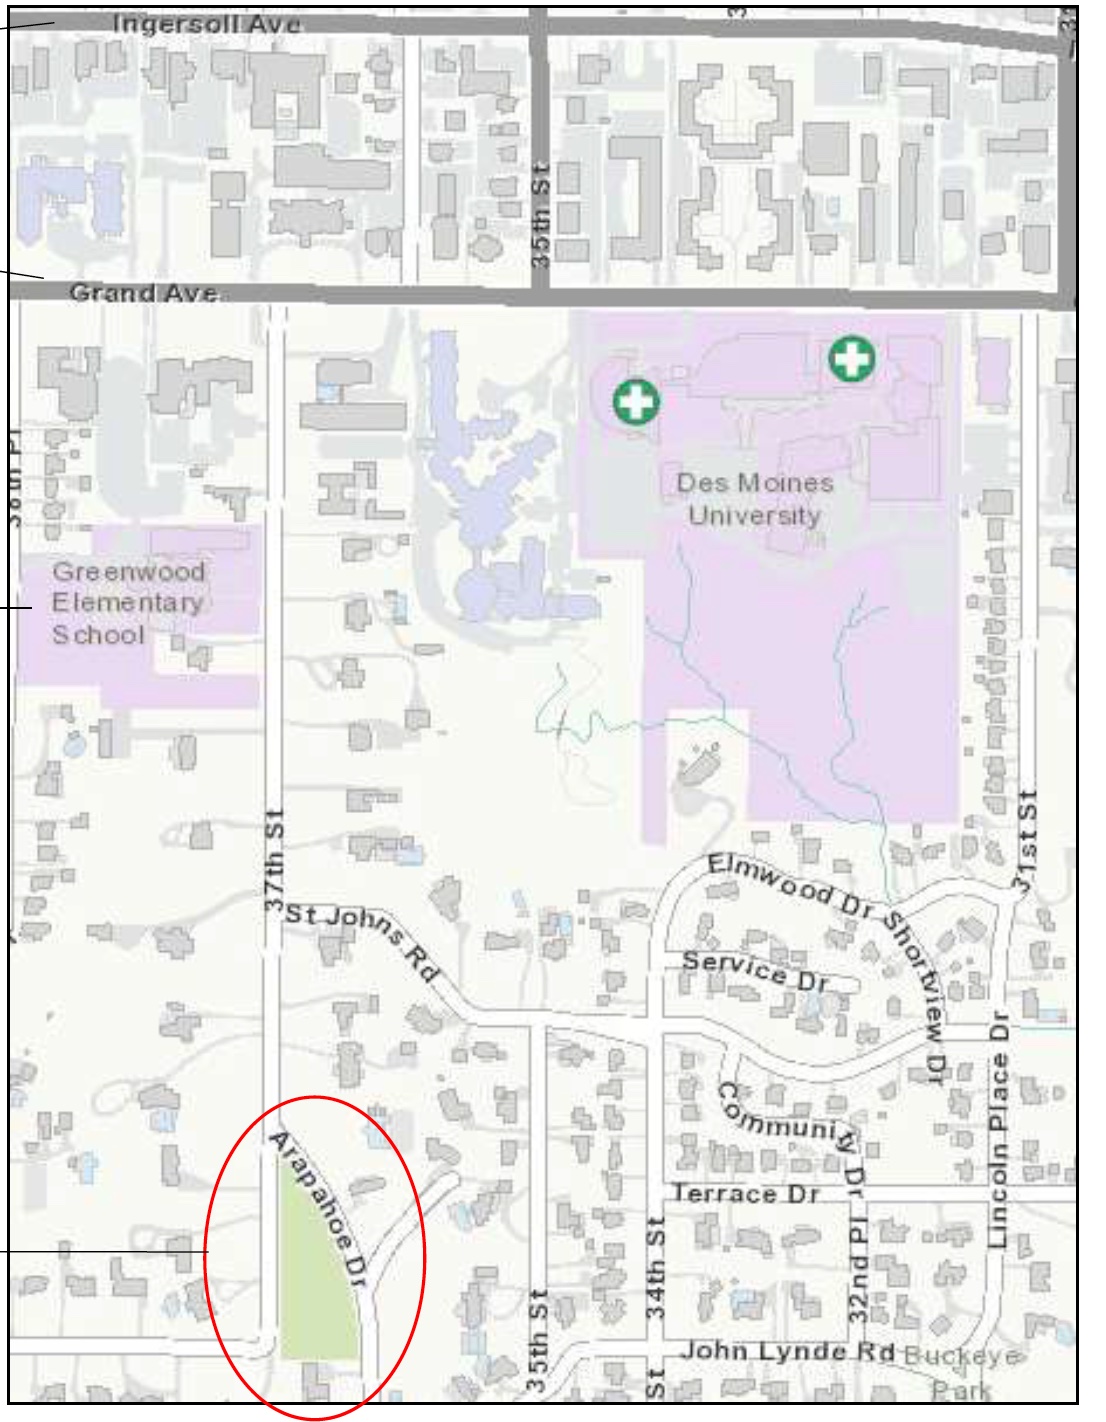 Ingersoll Ave
35th St
Grand Ave
38th Pl
Des Moines
University
Greenwood
Elementary
School
37th St
31st St
Elmwood Dr
St Johns Rd
Shortview Dr
Service Dr
Lincoln Place Dr
Community Dr
Arapahoe Dr
Terrace Dr
34th St
32nd Pl
35th St
John Lynde Rd
Buckeye
Park
St